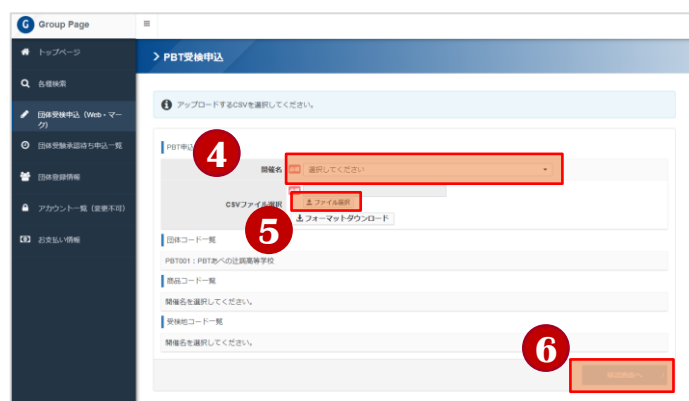 G Group Page
≡
トップページ
PBT受検申込
各種検索
アップロードするCSVを選択してください。
団体受検申込（Web・マーク）
団体受験承認待ち申込一覧
PBT申込
4
開催名 必須 選択してください
団体登録情報
必須
アカウント一覧（変更不可）
CSVファイル選択
ファイル選択
フォーマットダウンロード
5
お支払い情報
団体コード一覧
PBT001：PBTあべの辻調高等学校
商品コード一覧
開催名を選択してください。
受検地コード一覧
開催名を選択してください。
6
確認画面へ